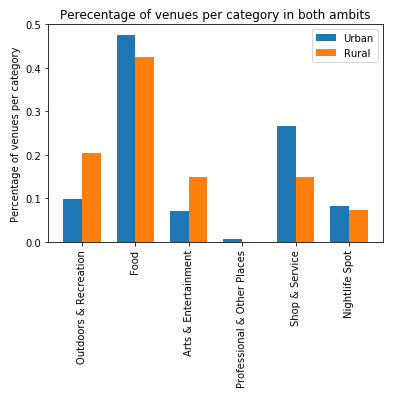 Perecentage of venues per category in both ambits
Urban
Rural
Percentage of venues per category
0.5
0.4
0.3
0.2
0.1
0.0
Outdoors & Recreation
Food
Arts & Entertainment
Professional & Other Places
Shop & Service
Nightlife Spot